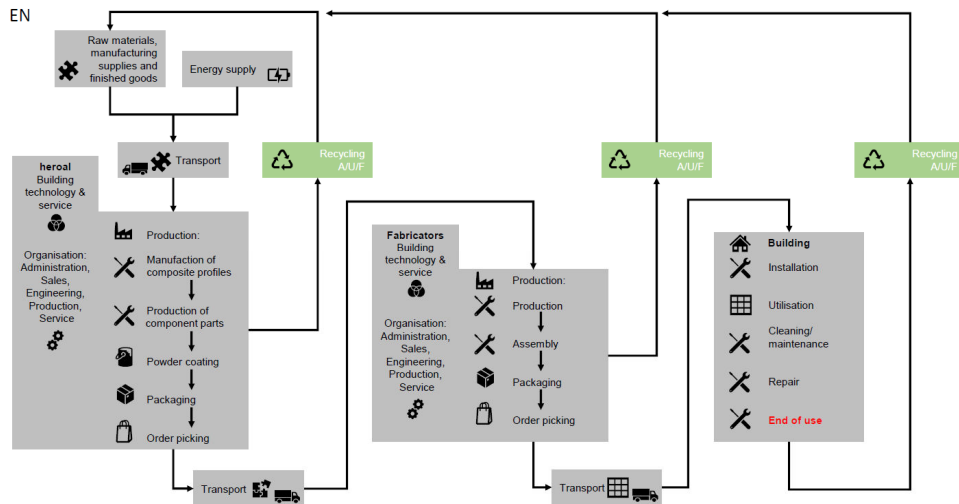 EN
Raw materials,
manufacturing
supplies and
finished goods
Energy supply
Transport
Recycling
A/U/F
Recycling
A/U/F
Recycling
A/U/F
heroal
Building
technology &
service
Organisation:
Administration,
Sales,
Engineering,
Production,
Service
Production:
Manufaction of
composite profiles
Production of
component parts
Powder coating
Packaging
Order picking
Transport
Fabricators
Building
technology &
service
Organisation:
Administration,
Sales,
Engineering,
Production,
Service
Production:
Production
Assembly
Packaging
Order picking
Transport
Building
Installation
Utilisation
Cleaning/
maintenance
Repair
End of use